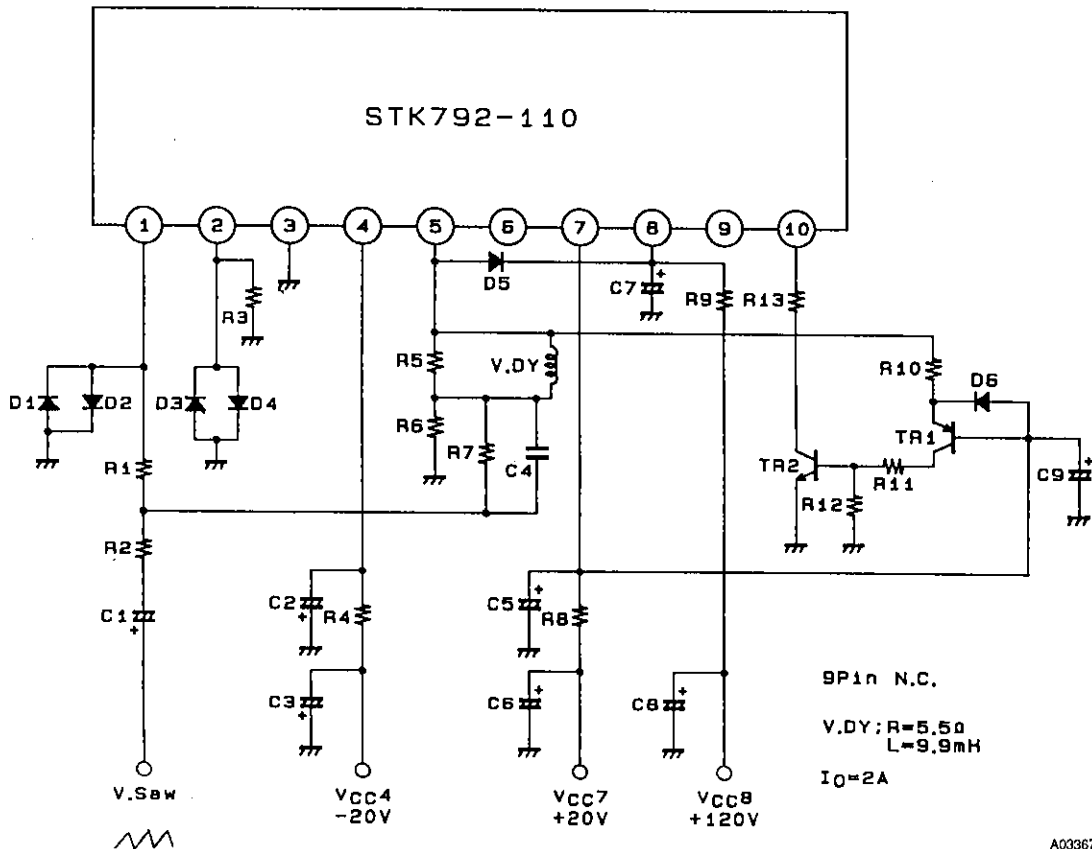 STK792-110
1 2 3 4 5 6 7 8 9 10
D5 C7 R9 R13
R3
R5 V.DY R10 D6
D1 D2 D3 D4
R6 R7 C4 TR2 TR1
R1 R11 C9
R12
R2
C1 C2 R4 C5 R8
C3 C6 C8
9Pin N.C.
V.DY; R=5.5Ω
L=9.9mH
IO=2A
V.Saw VCC4 VCC7 VCC8
-20V +20V +120V
A03367